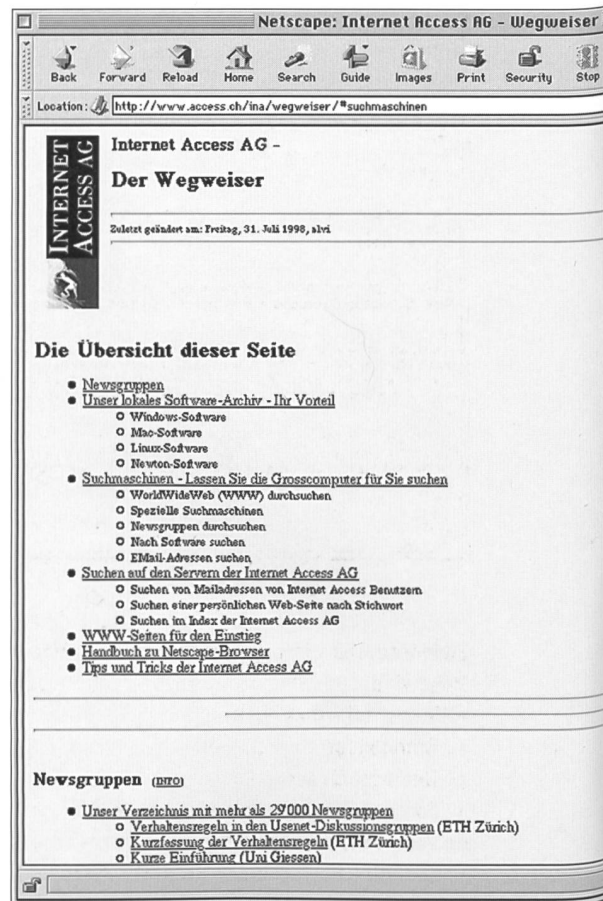 Netscape: Internet Access AG - Wegweiser
Back Forward Reload Home Search Guide Images Print Security Stop
Location: http://www.access.ch/ina/wegweiser/#suchmaschinen
INTERNET
ACCESS AG
Internet Access AG -
Der Wegweiser
Zuletzt geändert am: Freitag, 31. Juli 1998, alvi
Die Übersicht dieser Seite
Newsgruppen
Unser lokales Software-Archiv - Ihr Vorteil
Windows-Software
Mac-Software
Linux-Software
Newton-Software
Suchmaschinen - Lassen Sie die Grosscomputer für Sie suchen
WorldWideWeb (WWW) durchsuchen
Spezielle Suchmaschinen
Newsgruppen durchsuchen
Nach Software suchen
EMail-Adressen suchen
Suchen auf den Servern der Internet Access AG
Suchen von Mailadressen von Internet Access Benutzern
Suchen einer persönlichen Web-Seite nach Stichwort
Suchen im Index der Internet Access AG
WWW-Seiten für den Einstieg
Handbuch zu Netscape-Browser
Tips und Tricks der Internet Access AG
Newsgruppen (INTO)
Unser Verzeichnis mit mehr als 29'000 Newsgruppen
Verhaltensregeln in den Usenet-Diskussionsgruppen (ETH Zürich)
Kurzfassung der Verhaltensregeln (ETH Zürich)
Kurze Einführung (Uni Giessen)